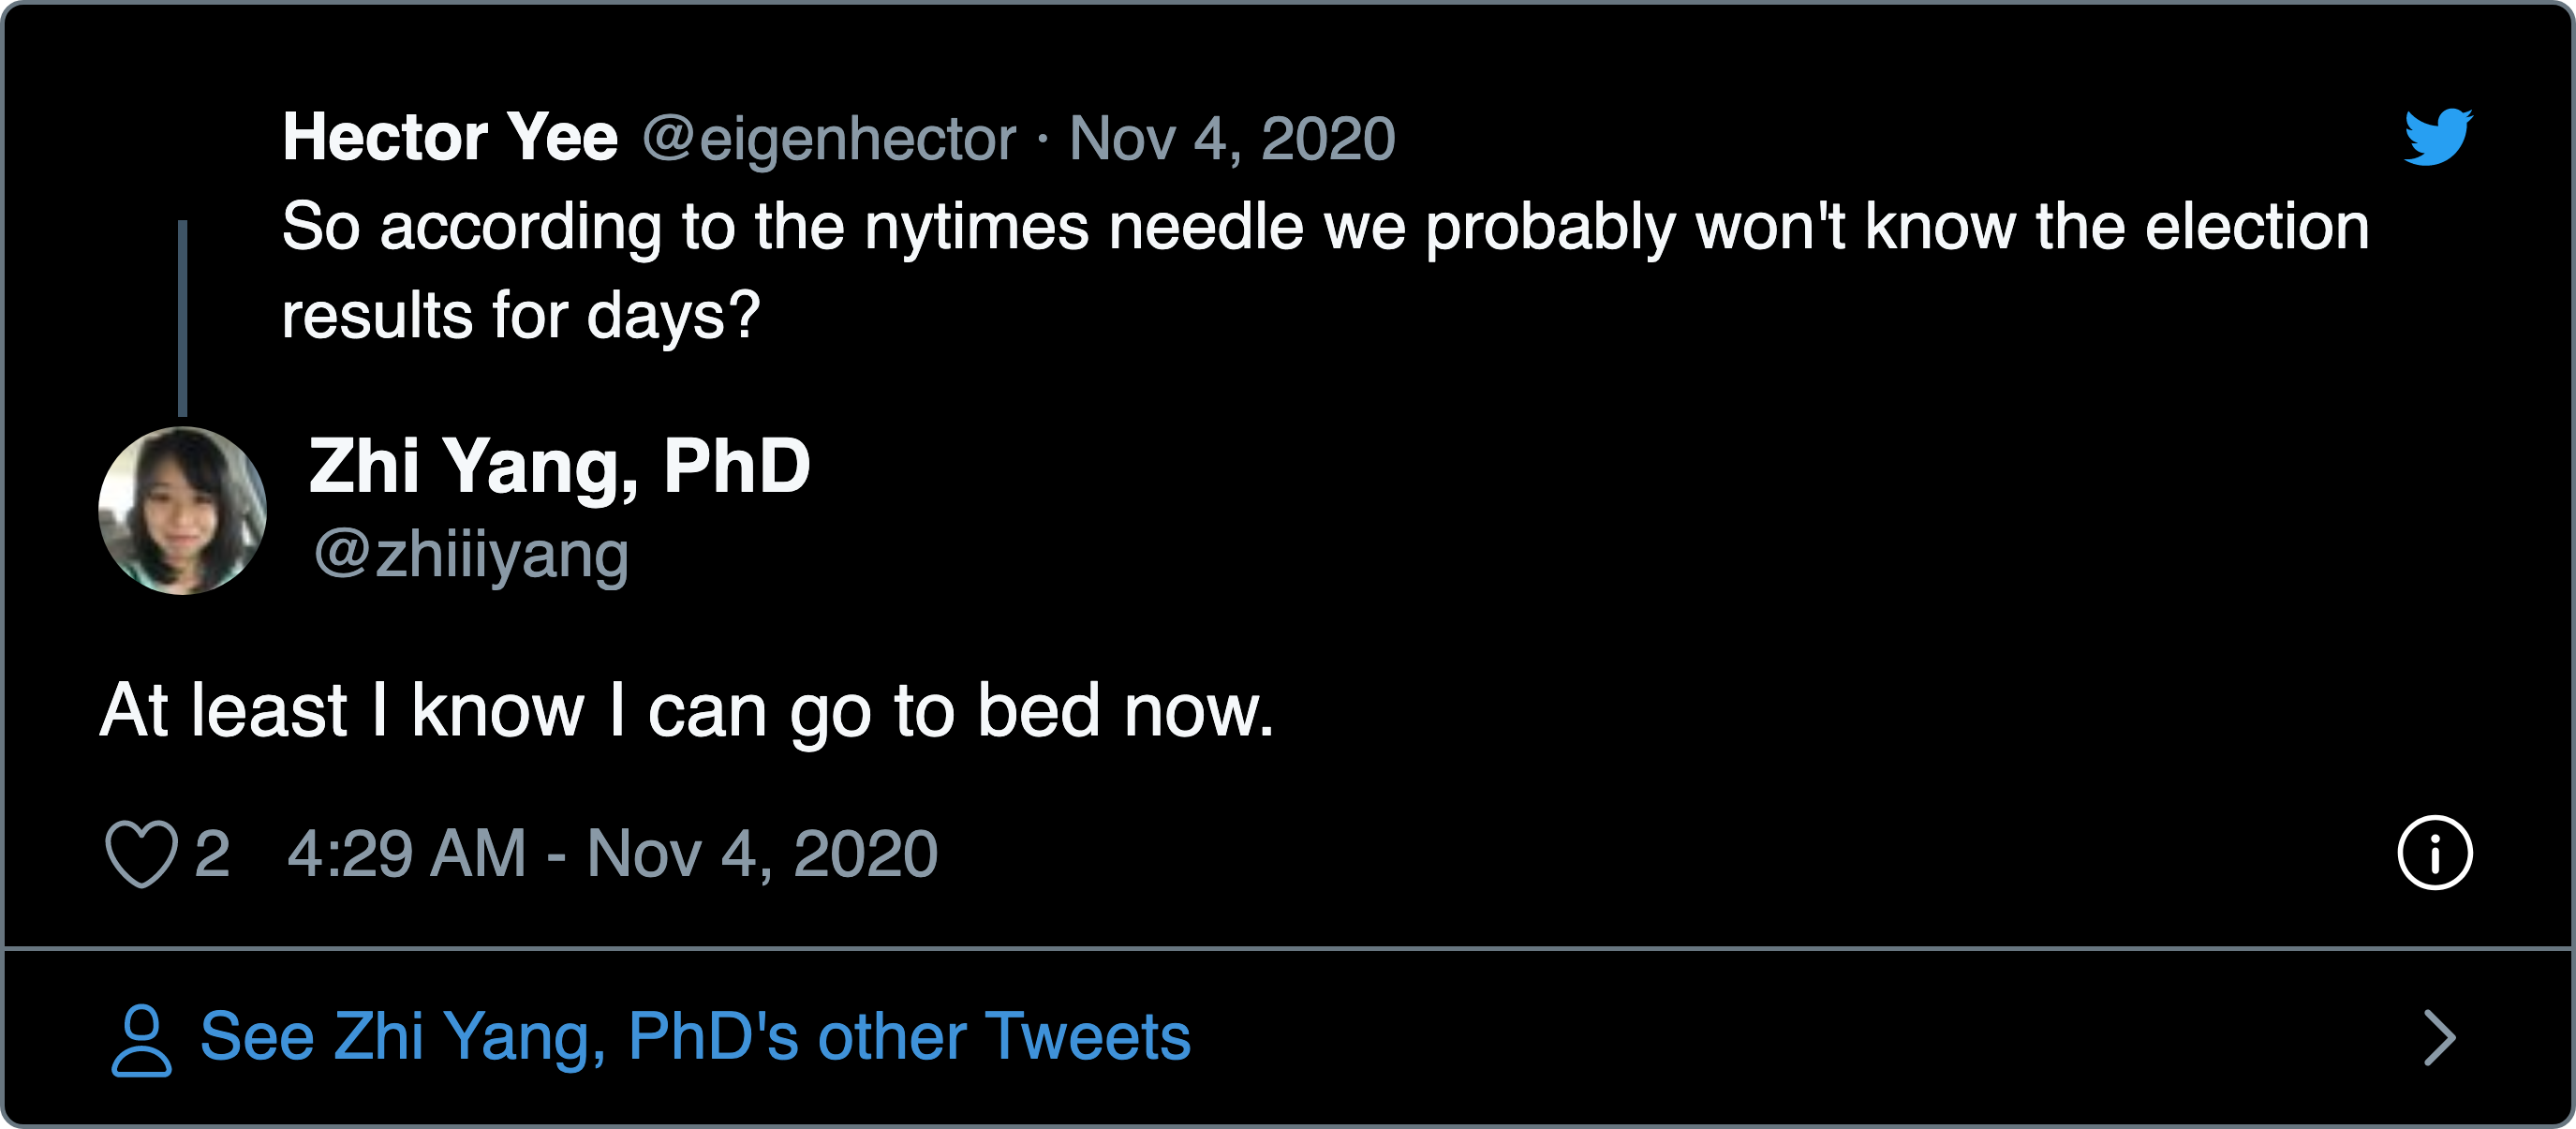 Hector Yee @eigenhector · Nov 4, 2020
So according to the nytimes needle we probably won't know the election
results for days?
Zhi Yang, PhD
@zhiiiyang
At least I know I can go to bed now.
2 4:29 AM - Nov 4, 2020
See Zhi Yang, PhD's other Tweets